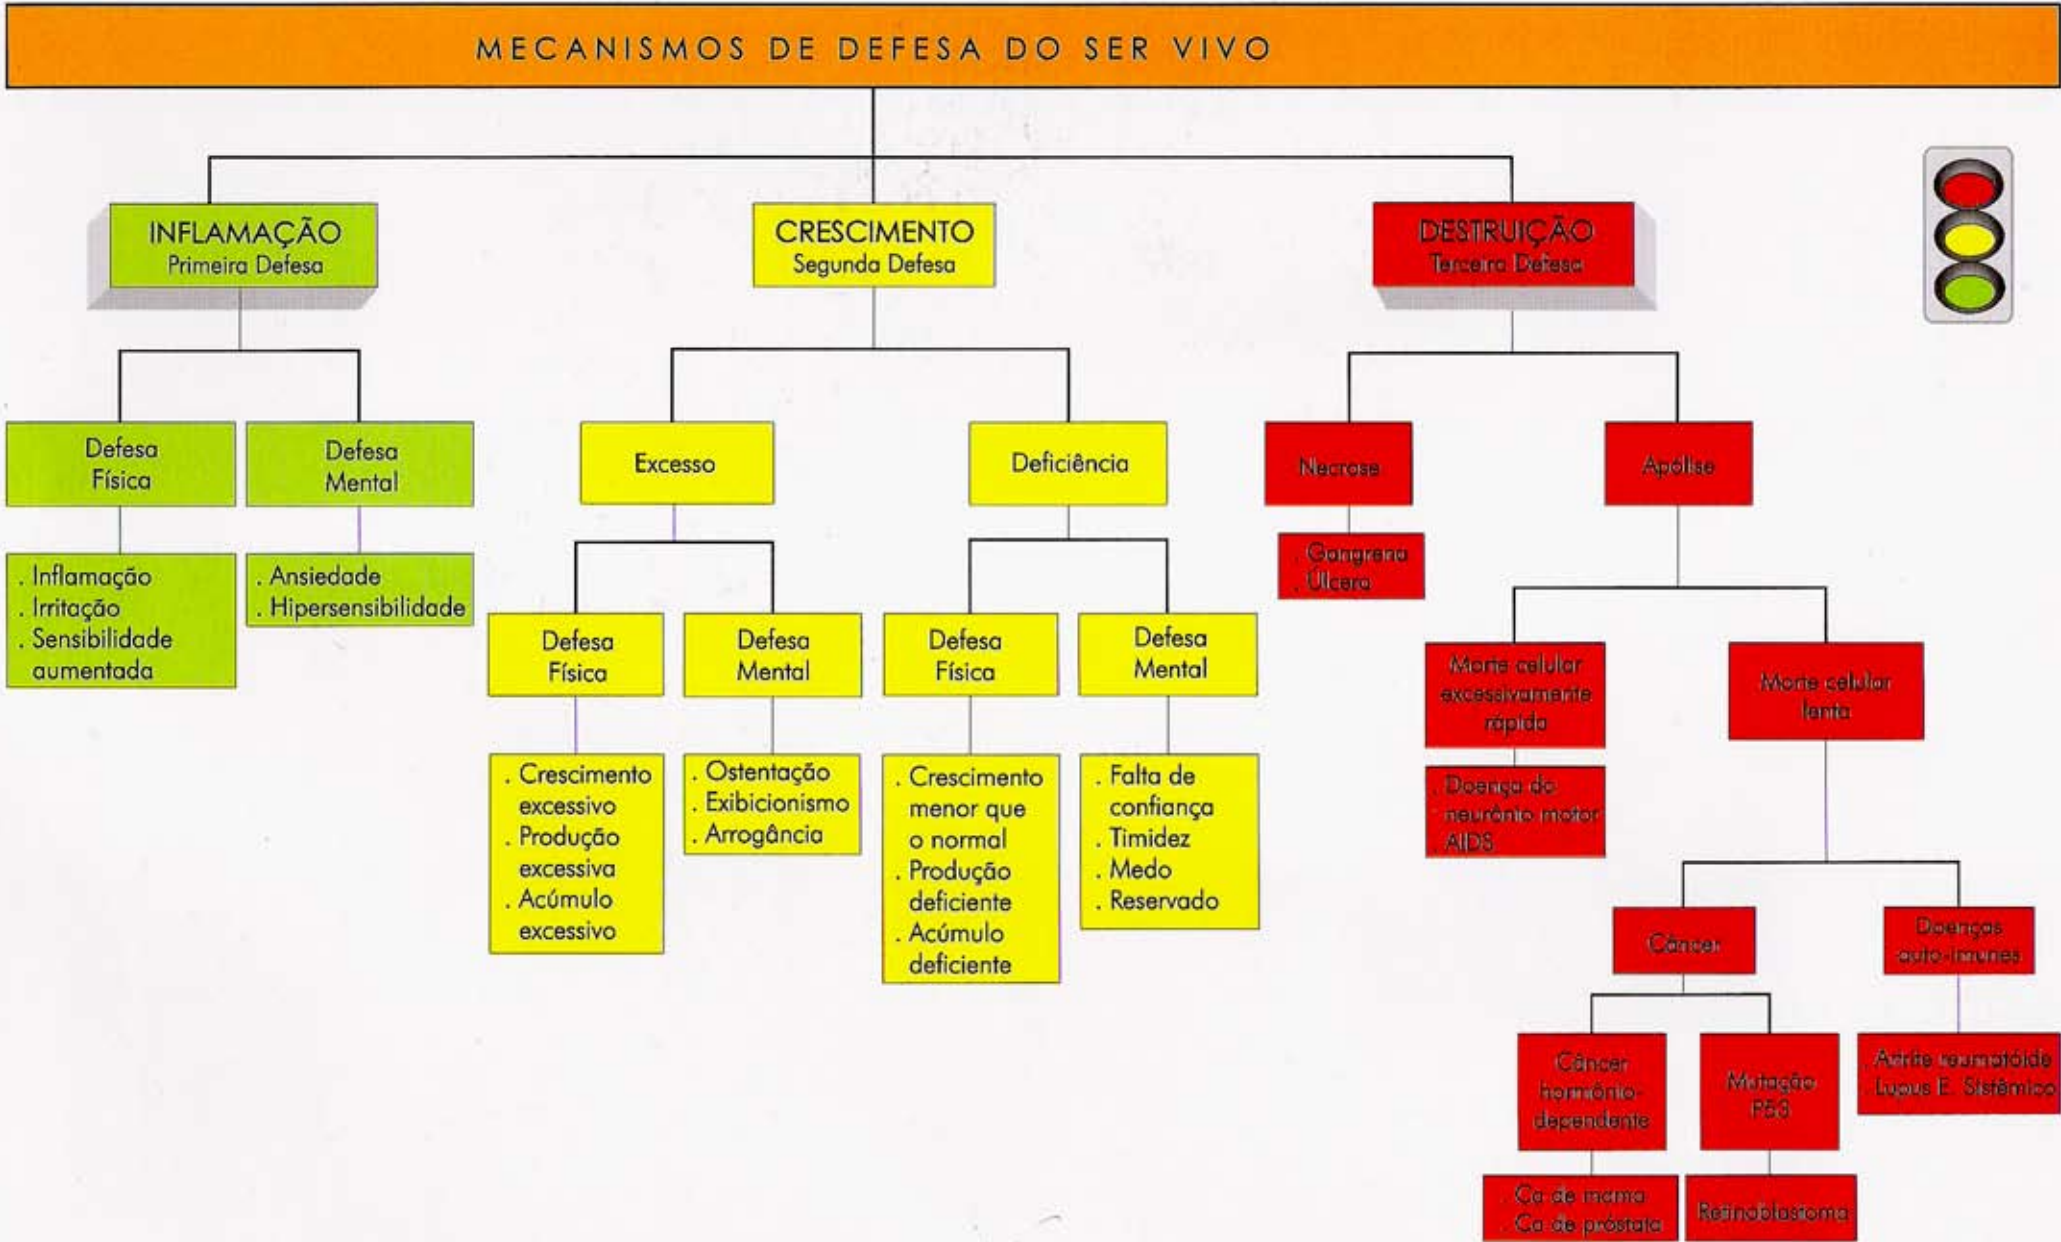 MECANISMOS DE DEFESA DO SER VIVO
INFLAMAÇÃO
Primeira Defesa
CRESCIMENTO
Segunda Defesa
DESTRUIÇÃO
Terceira Defesa
Defesa
Física
Defesa
Mental
Excesso
Deficiência
Necrose
Apólise
. Inflamação
. Irritação
. Sensibilidade
aumentada
. Ansiedade
. Hipersensibilidade
. Gangrena
. Úlcera
Defesa
Física
Defesa
Mental
Defesa
Física
Defesa
Mental
Morte celular
excessivamente
rápida
Morte celular
lenta
. Crescimento
excessivo
. Produção
excessiva
. Acúmulo
excessivo
. Ostentação
. Exibicionismo
. Arrogância
. Crescimento
menor que
o normal
. Produção
deficiente
. Acúmulo
deficiente
. Falta de
confiança
. Timidez
. Medo
. Reservado
. Doença do
neurônio motor
. AIDS
Câncer
Doenças
auto-imunes
Câncer
hormônio-
dependente
Mutação
P53
. Artrite reumatóide
. Lupus E. Sistêmico
. Ca de mama
. Ca de próstata
Retinoblastoma